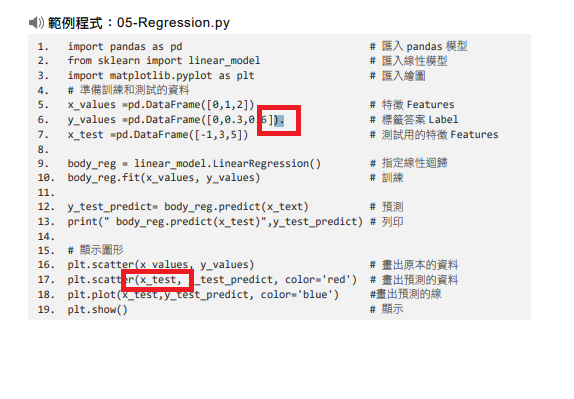 範例程式：05-Regression.py
1. import pandas as pd # 匯入 pandas 模型
2. from sklearn import linear_model # 匯入線性模型
3. import matplotlib.pyplot as plt # 匯入繪圖
4. # 準備訓練和測試的資料
5. x_values =pd.DataFrame([0,1,2]) # 特徵 Features
6. y_values =pd.DataFrame([0,0.3,0.6]). # 標籤答案 Label
7. x_test =pd.DataFrame([-1,3,5]) # 測試用的特徵 Features
8.
9. body_reg = linear_model.LinearRegression() # 指定線性迴歸
10. body_reg.fit(x_values, y_values) # 訓練
11.
12. y_test_predict= body_reg.predict(x_text) # 預測
13. print(" body_reg.predict(x_test)",y_test_predict) # 列印
14.
15. # 顯示圖形
16. plt.scatter(x_values, y_values) # 畫出原本的資料
17. plt.scatter(x_test, _test_predict, color='red') # 畫出預測的資料
18. plt.plot(x_test,y_test_predict, color='blue') #畫出預測的線
19. plt.show() # 顯示